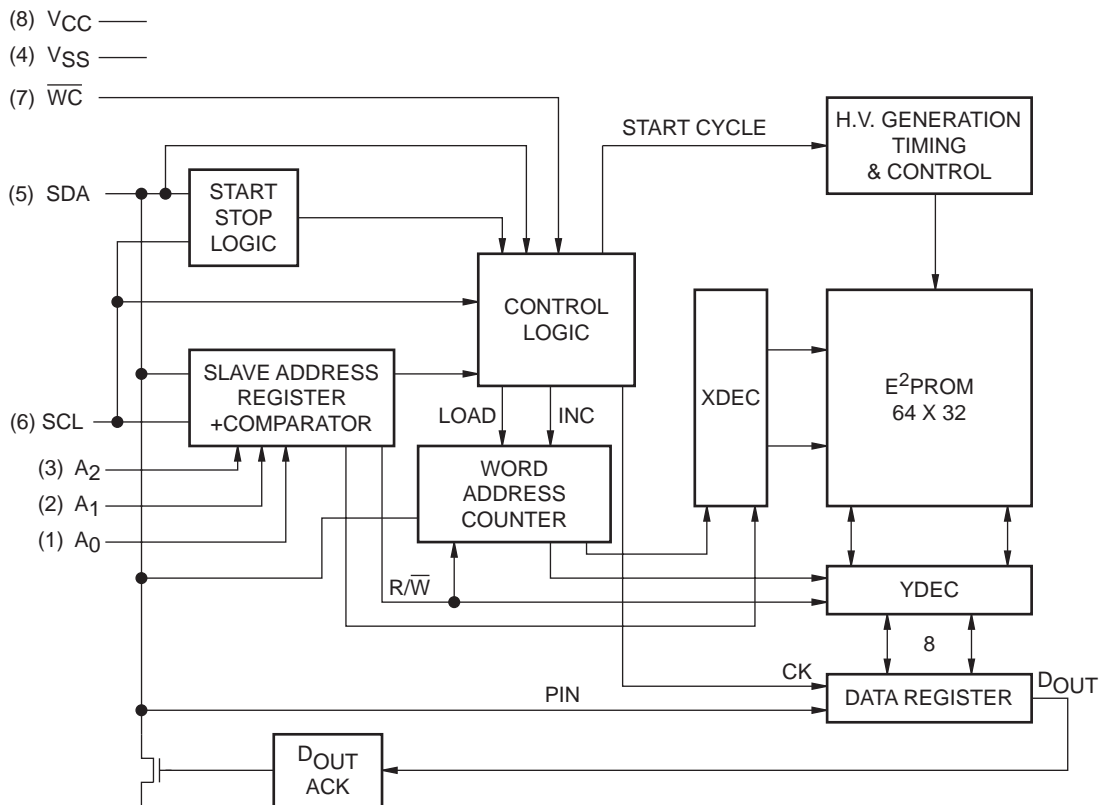 (8) VCC
(4) VSS
(7) WC
START CYCLE
H.V. GENERATION
TIMING
& CONTROL
(5) SDA
START
STOP
LOGIC
CONTROL
LOGIC
SLAVE ADDRESS
REGISTER
+COMPARATOR
XDEC
E²PROM
64 X 32
LOAD
INC
(6) SCL
(3) A2
(2) A1
(1) A0
WORD
ADDRESS
COUNTER
R/W
YDEC
8
CK
PIN
DATA REGISTER
DOUT
DOUT
ACK